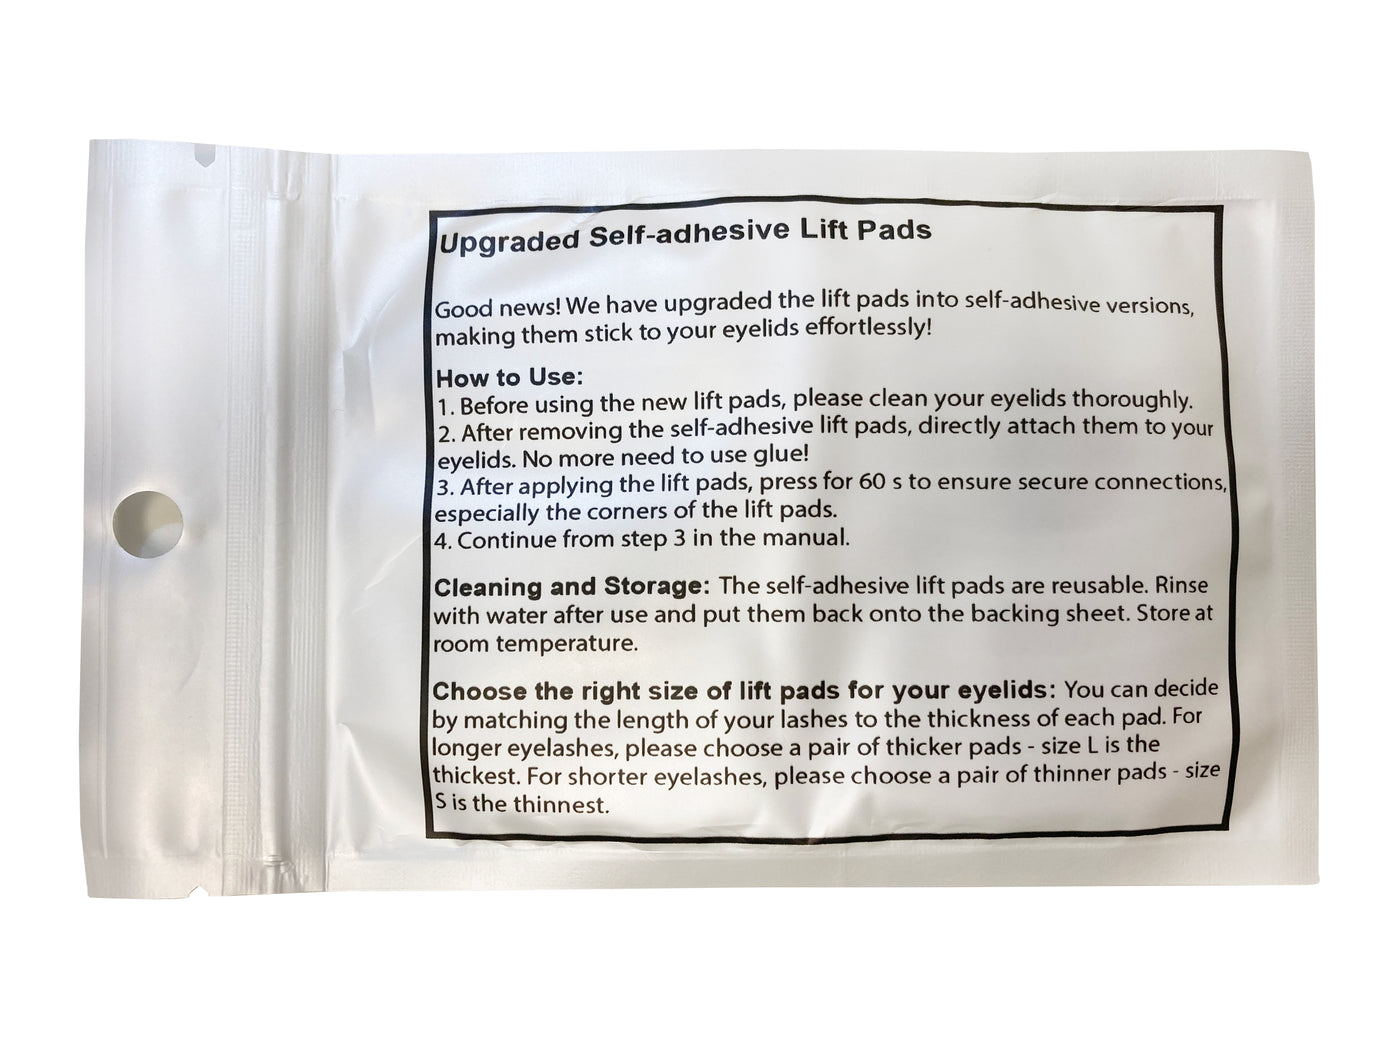 Upgraded Self-adhesive Lift Pads
Good news! We have upgraded the lift pads into self-adhesive versions,
making them stick to your eyelids effortlessly!
How to Use:
1. Before using the new lift pads, please clean your eyelids thoroughly.
2. After removing the self-adhesive lift pads, directly attach them to your
eyelids. No more need to use glue!
3. After applying the lift pads, press for 60 s to ensure secure connections,
especially the corners of the lift pads.
4. Continue from step 3 in the manual.
Cleaning and Storage: The self-adhesive lift pads are reusable. Rinse
with water after use and put them back onto the backing sheet. Store at
room temperature.
Choose the right size of lift pads for your eyelids: You can decide
by matching the length of your lashes to the thickness of each pad. For
longer eyelashes, please choose a pair of thicker pads - size L is the
thickest. For shorter eyelashes, please choose a pair of thinner pads - size
S is the thinnest.